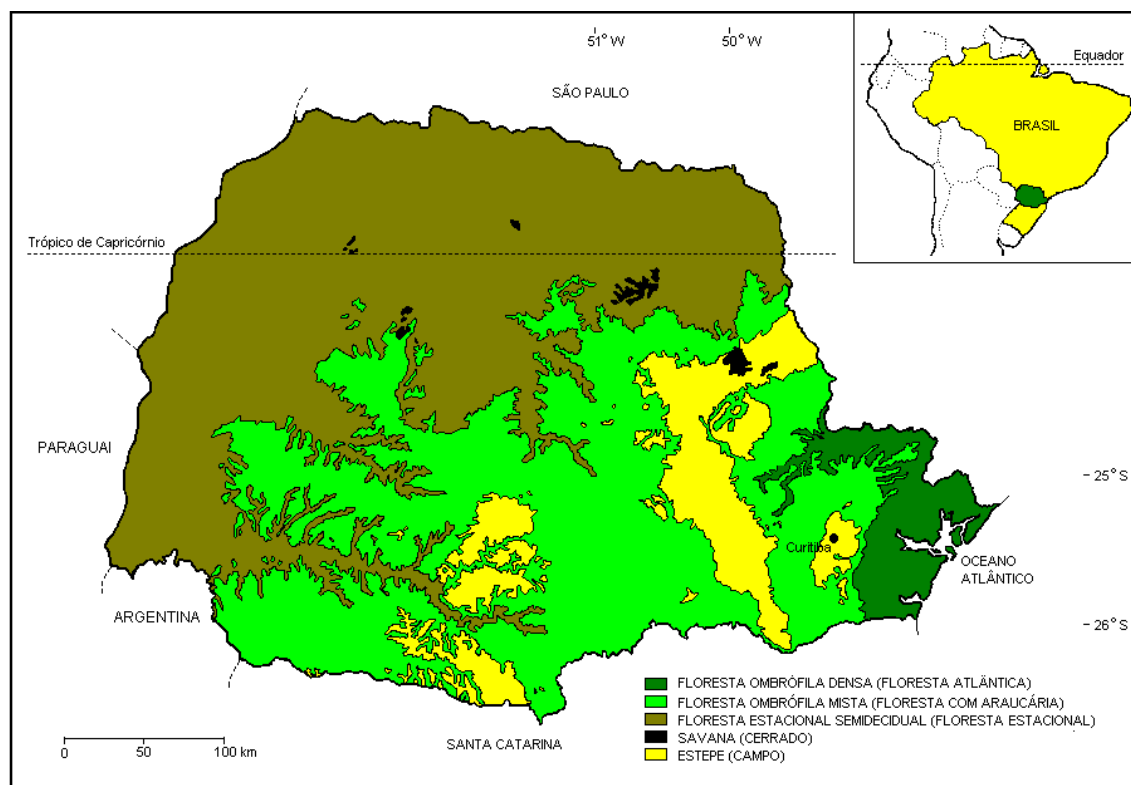 51° W
50° W
SÃO PAULO
Equador
BRASIL
Trópico de Capricórnio
PARAGUAI
25° S
Curitiba
OCEANO
ATLÂNTICO
ARGENTINA
26° S
FLORESTA OMBRÓFILA DENSA (FLORESTA ATLÂNTICA)
FLORESTA OMBRÓFILA MISTA (FLORESTA COM ARAUCÁRIA)
FLORESTA ESTACIONAL SEMIDECIDUAL (FLORESTA ESTACIONAL)
SAVANA (CERRADO)
ESTEPE (CAMPO)
0 50 100 km
SANTA CATARINA